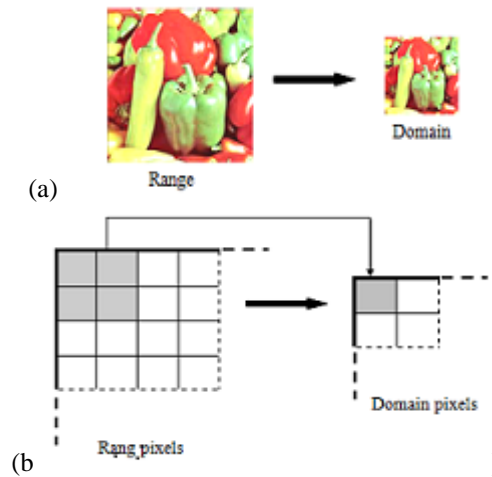 Range
Domain
(a)
Domain pixels
Rang pixels
(b